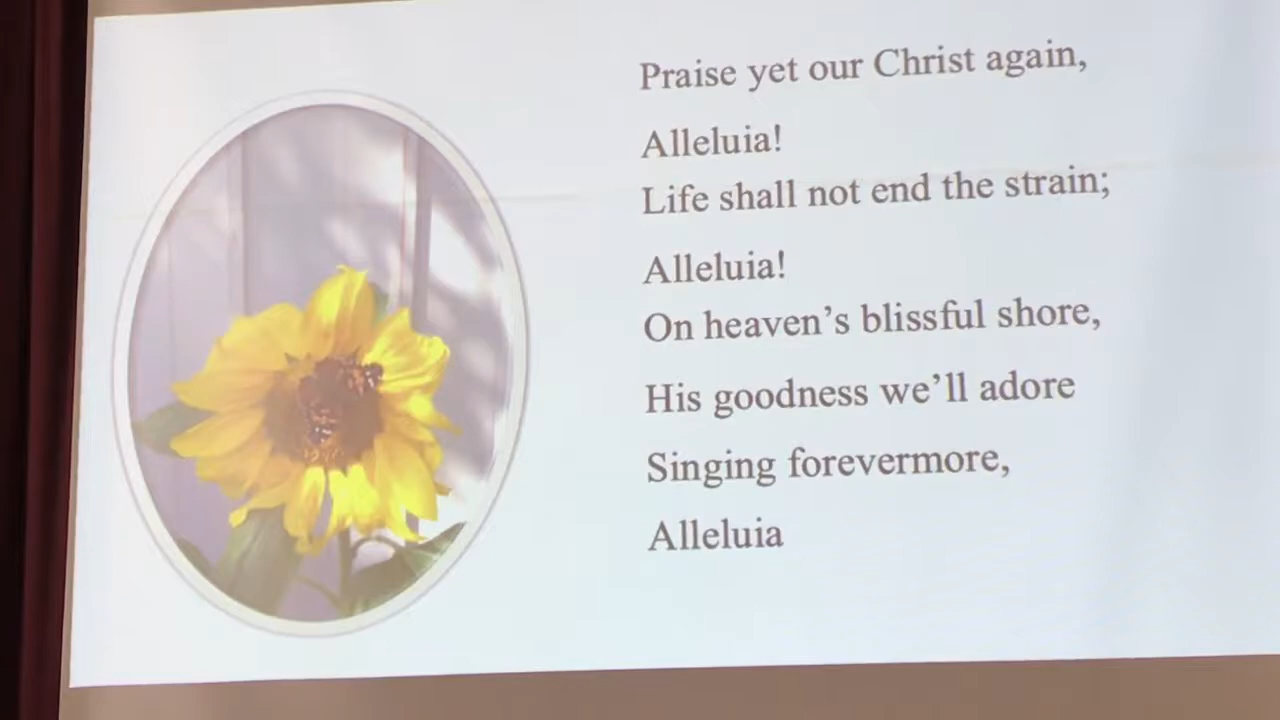 Praise yet our Christ again,
Alleluia!
Life shall not end the strain;
Alleluia!
On heaven’s blissful shore,
His goodness we’ll adore
Singing forevermore,
Alleluia